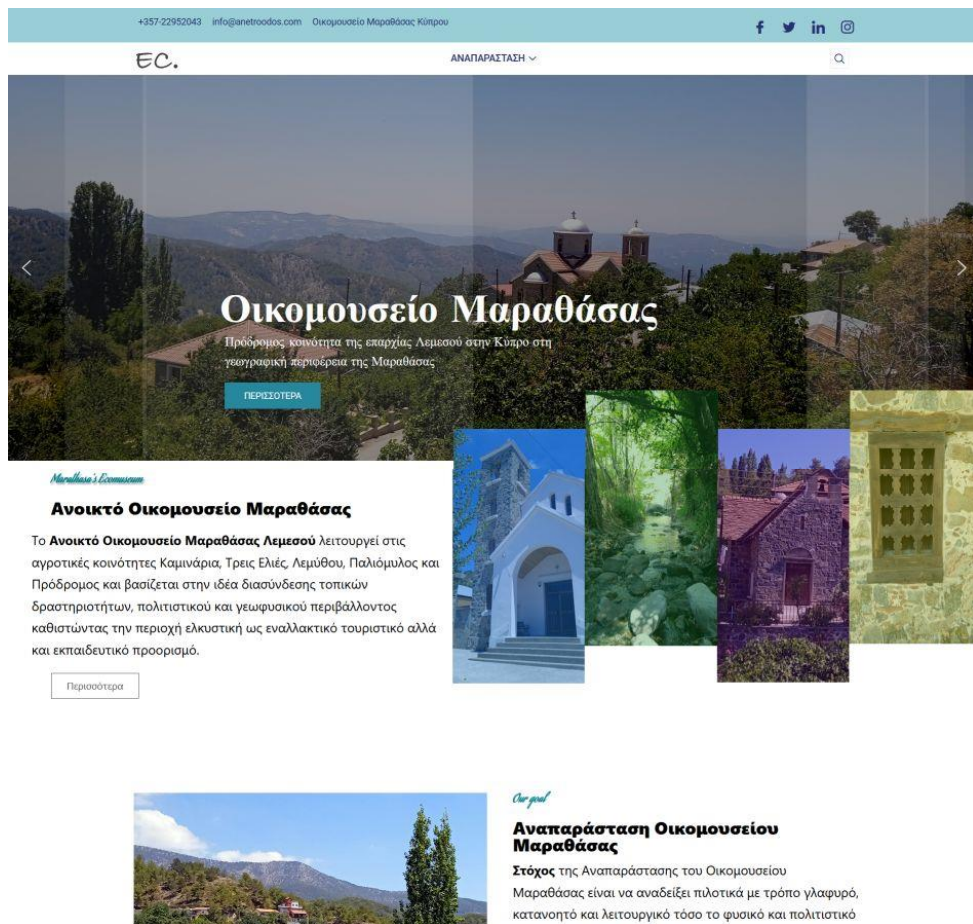 +357-22952043 info@anetroodos.com Οικομουσείο Μαραθάσας Κύπρου
EC.
ΑΝΑΠΑΡΑΣΤΑΣΗ
Οικομουσείο Μαραθάσας
Πρόδρομος κοινότητα της επαρχίας Λεμεσού στην Κύπρο στη
γεωγραφική περιφέρεια της Μαραθάσας
ΠΕΡΙΣΣΟΤΕΡΑ
Marathasa's Ecomuseum
Ανοικτό Οικομουσείο Μαραθάσας
Το Ανοικτό Οικομουσείο Μαραθάσας Λεμεσού λειτουργεί στις
αγροτικές κοινότητες Καμινάρια, Τρεις Ελιές, Λεμύθου, Παλιόμυλος και
Πρόδρομος και βασίζεται στην ιδέα διασύνδεσης τοπικών
δραστηριοτήτων, πολιτιστικού και γεωφυσικού περιβάλλοντος
καθιστώντας την περιοχή ελκυστική ως εναλλακτικό τουριστικό αλλά
και εκπαιδευτικό προορισμό.
Περισσότερα
Our goal
Αναπαράσταση Οικομουσείου
Μαραθάσας
Στόχος της Αναπαράστασης του Οικομουσείου
Μαραθάσας είναι να αναδείξει πιλοτικά με τρόπο γλαφυρό,
κατανοητό και λειτουργικό τόσο το φυσικό και πολιτιστικό